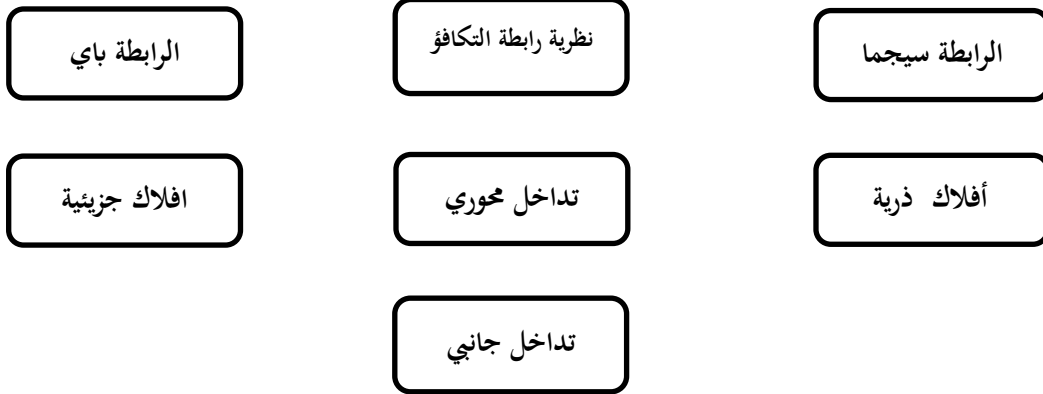 الرابطة سيجما
نظرية رابطة التكافؤ
الرابطة باي
أفلاك ذرية
تداخل محوري
افلاك جزيئية
تداخل جانبي